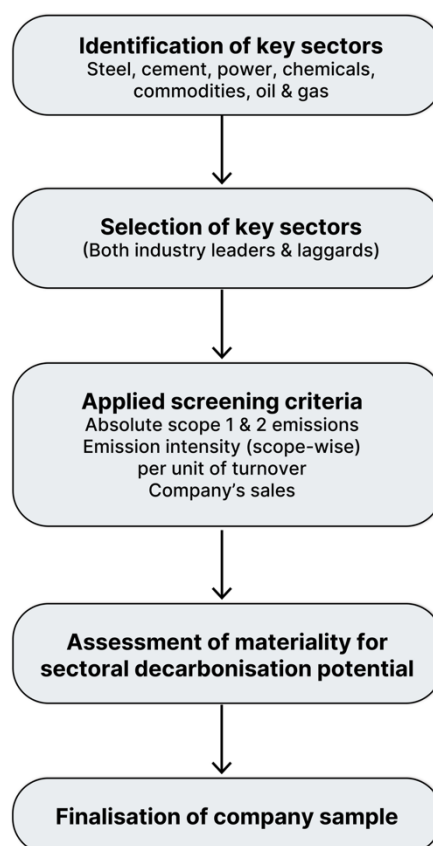 Identification of key sectors
Steel, cement, power, chemicals,
commodities, oil & gas
Selection of key sectors
(Both industry leaders & laggards)
Applied screening criteria
Absolute scope 1 & 2 emissions
Emission intensity (scope-wise)
per unit of turnover
Company’s sales
Assessment of materiality for
sectoral decarbonisation potential
Finalisation of company sample